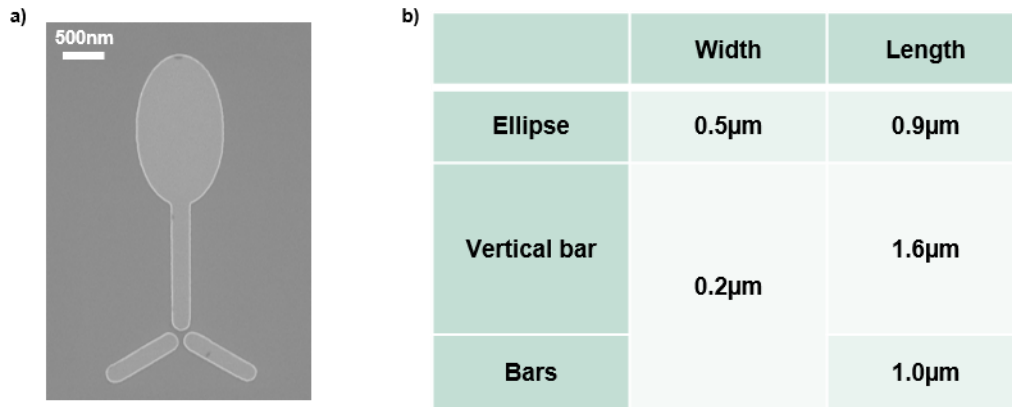 a)
500nm
b)
Width Length
Ellipse 0.5µm 0.9µm
Vertical bar 1.6µm
0.2µm
Bars 1.0µm